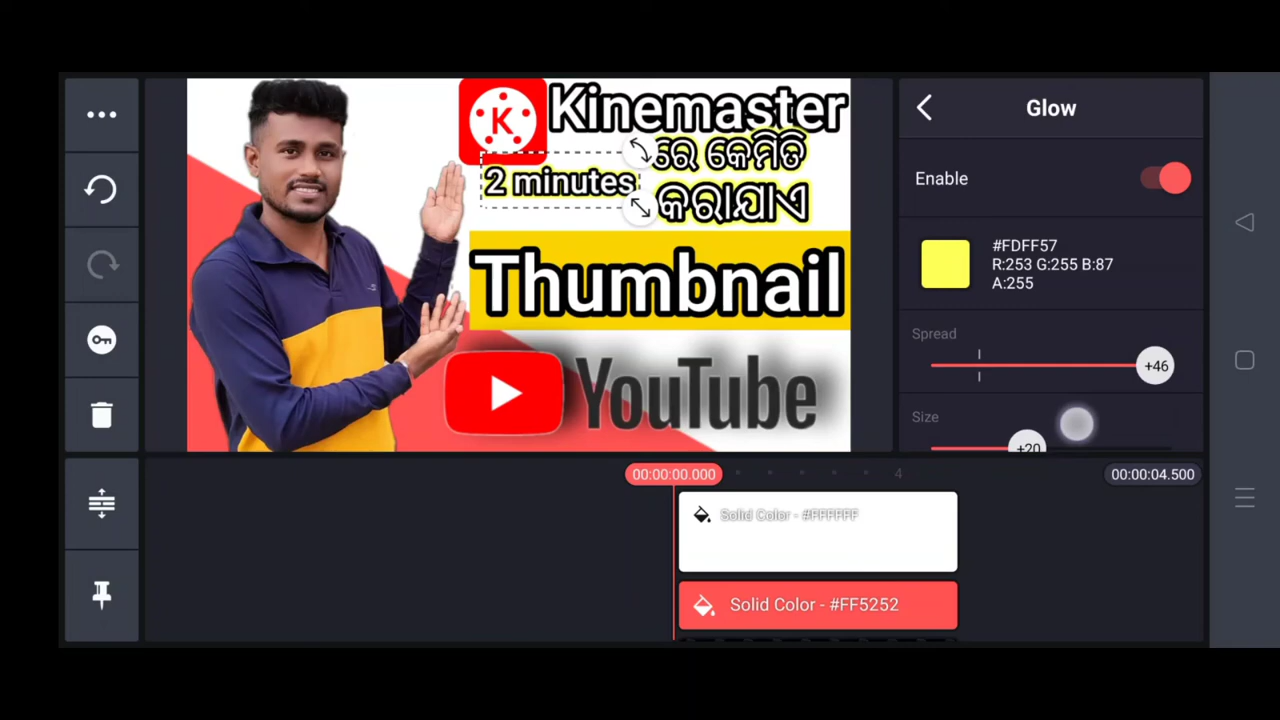 K
Kinemaster
ରେ କେମିତି
2 minutes
କରାଯାଏ
Thumbnail
YouTube
Glow
Enable
#FDFF57
R:253 G:255 B:87
A:255
Spread
+46
Size
+20
00:00:00.000
4
00:00:04.500
Solid Color - #FFFFFF
Solid Color - #FF5252